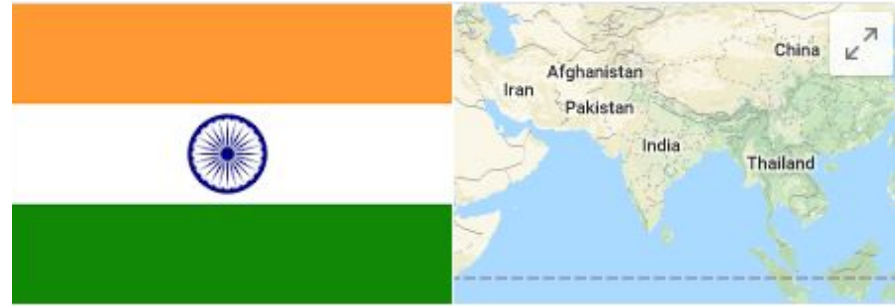 China
Afghanistan
Iran
Pakistan
India
Thailand